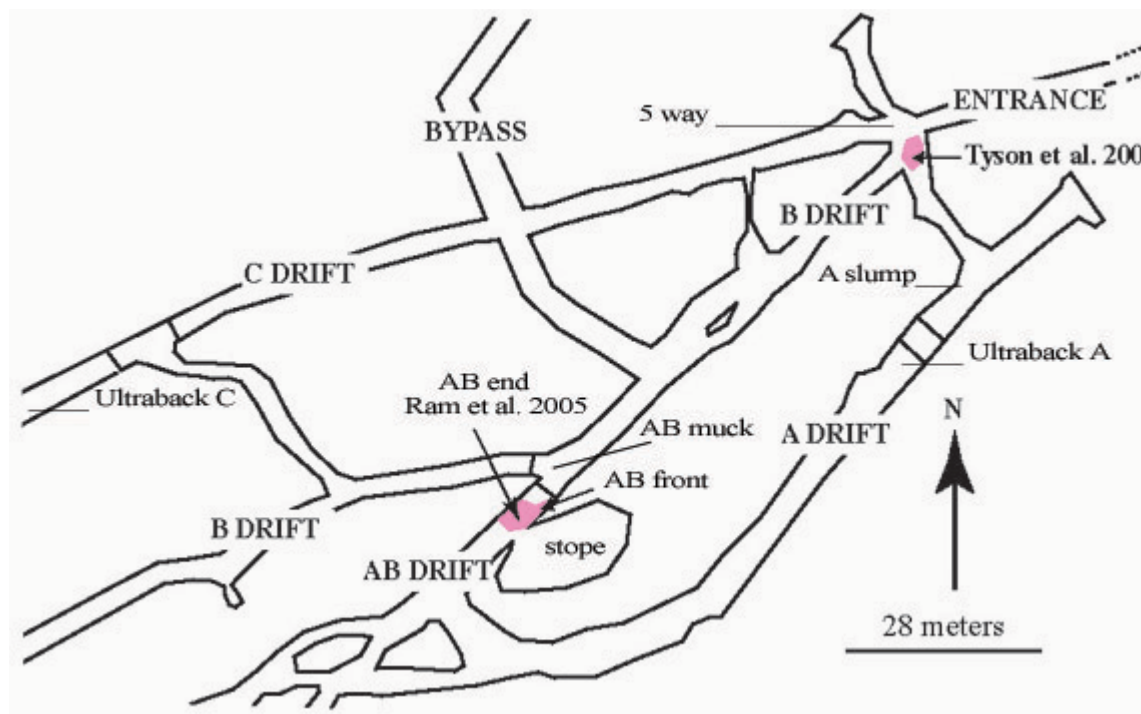 ENTRANCE
5 way
BYPASS
Tyson et al. 200
B DRIFT
C DRIFT
A slump
Ultraback A
AB end
Ram et al. 2005
Ultraback C
N
AB muck
A DRIFT
AB front
B DRIFT
stope
AB DRIFT
28 meters